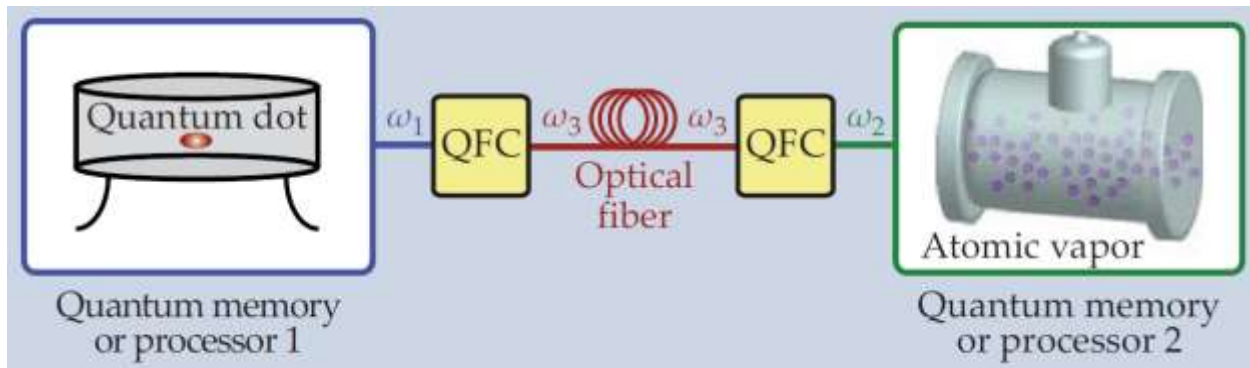 Quantum dot
ω₁
QFC
ω₃
ω₃
QFC
ω₂
Optical
fiber
Atomic vapor
Quantum memory
or processor 1
Quantum memory
or processor 2